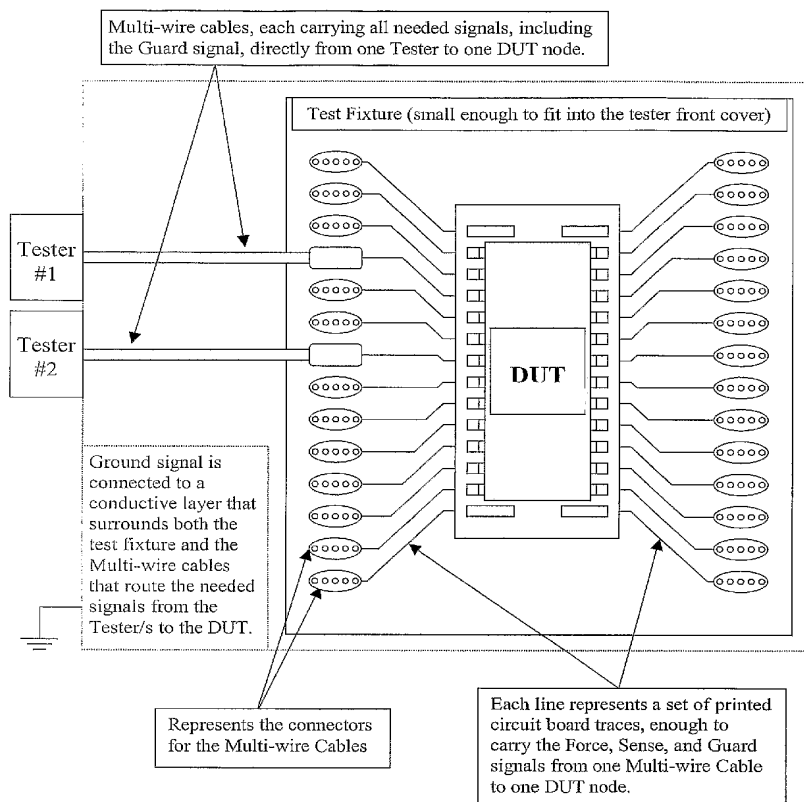 Multi-wire cables, each carrying all needed signals, including
the Guard signal, directly from one Tester to one DUT node.
Test Fixture (small enough to fit into the tester front cover)
Tester
#1
Tester
#2
DUT
Ground signal is
connected to a
conductive layer that
surrounds both the
test fixture and the
Multi-wire cables
that route the needed
signals from the
Tester/s to the DUT.
Represents the connectors
for the Multi-wire Cables
Each line represents a set of printed
circuit board traces, enough to
carry the Force, Sense, and Guard
signals from one Multi-wire Cable
to one DUT node.